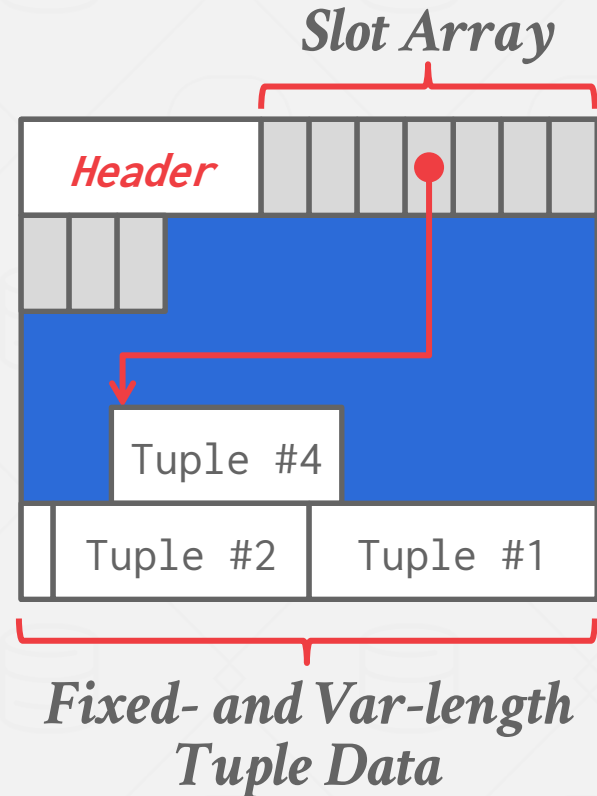 Slot Array
Header
Tuple #4
Tuple #2 Tuple #1
Fixed- and Var-length
Tuple Data